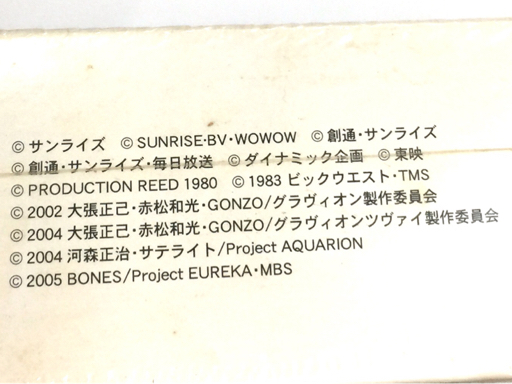 ©サンライズ ©SUNRISE・BV・WOWOW ©創通・サンライズ
©創通・サンライズ・毎日放送 ©ダイナミック企画 ©東映
©PRODUCTION REED 1980 ©1983 ビックウエスト・TMS
©2002 大張正己・赤松和光・GONZO/グラヴィオン製作委員会
©2004 大張正己・赤松和光・GONZO/グラヴィオンツヴァイ製作委員会
©2004 河森正治・サテライト/Project AQUARION
©2005 BONES/Project EUREKA・MBS